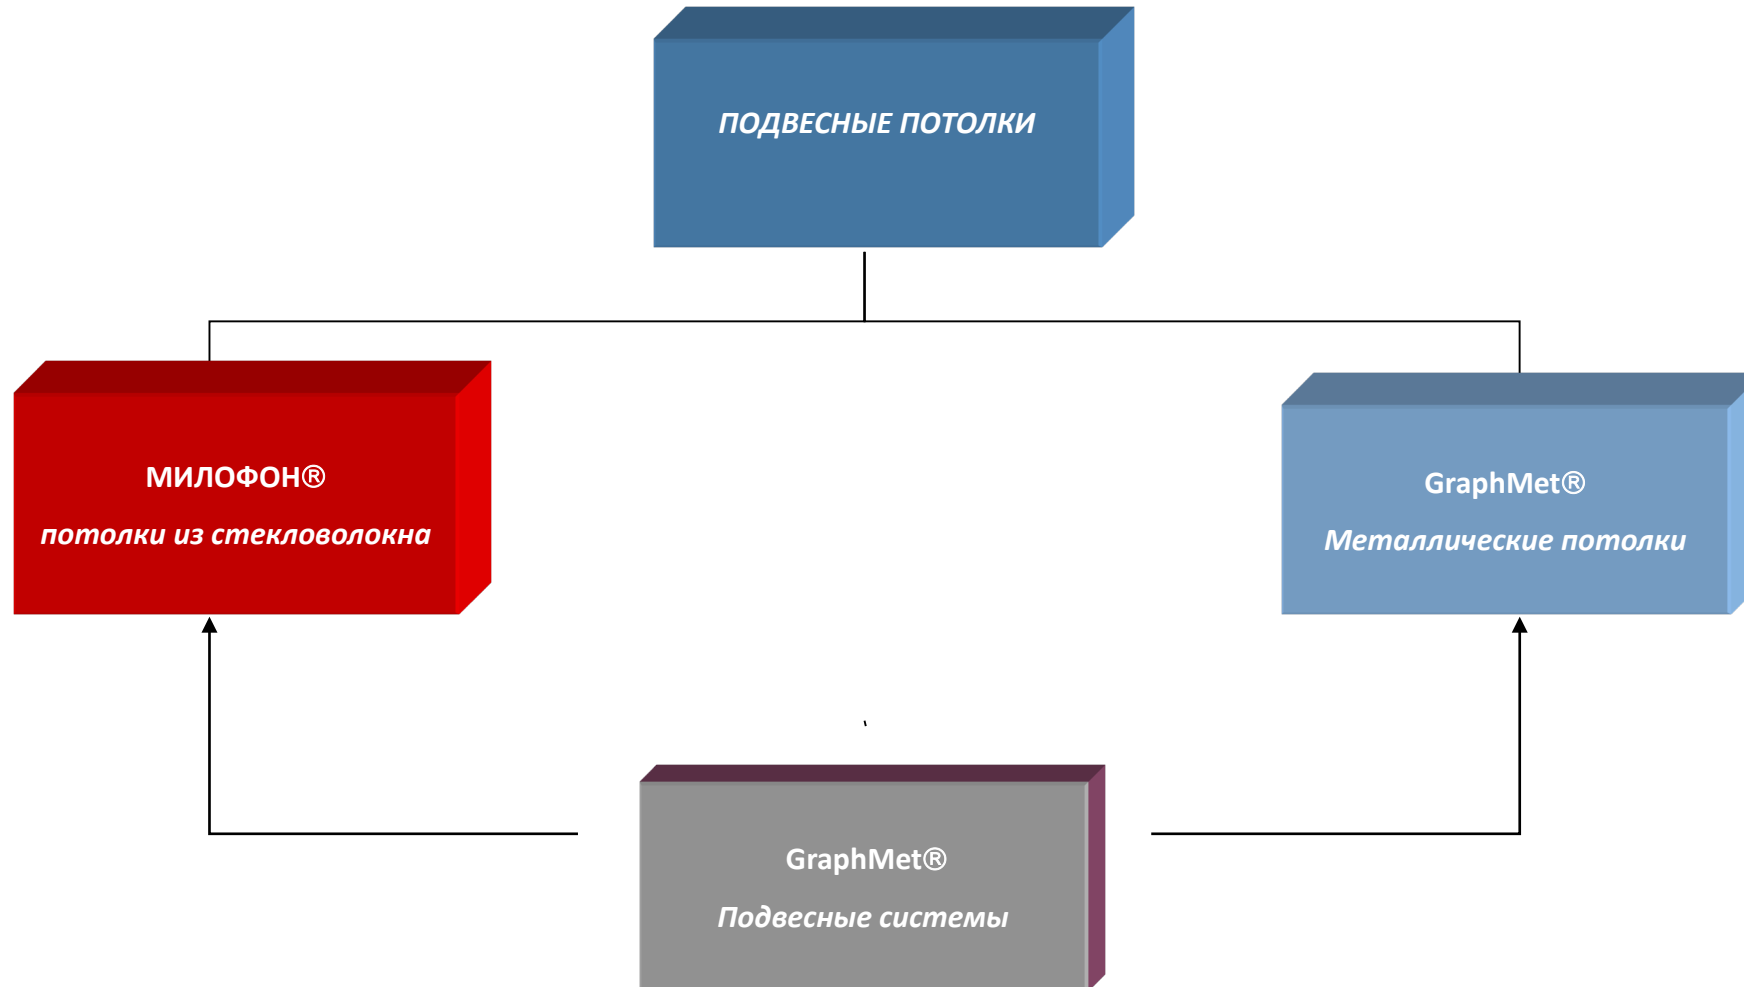 ПОДВЕСНЫЕ ПОТОЛКИ
МИЛОФОН®
потолки из стекловолокна
GraphMet®
Металлические потолки
GraphMet®
Подвесные системы